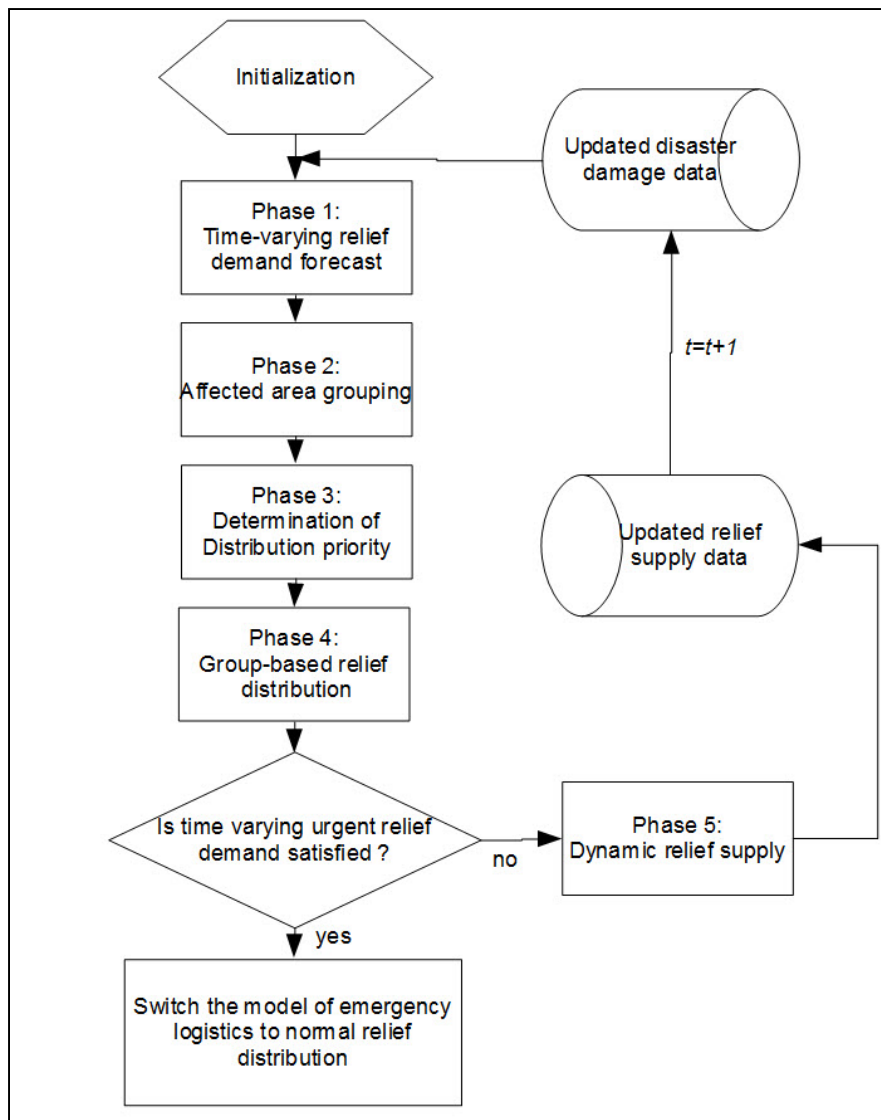 Initialization
Updated disaster
damage data
Phase 1:
Time-varying relief
demand forecast
Phase 2:
Affected area grouping
t=t+1
Phase 3:
Determination of
Distribution priority
Updated relief
supply data
Phase 4:
Group-based relief
distribution
Is time varying urgent relief
demand satisfied ?
no
Phase 5:
Dynamic relief supply
yes
Switch the model of emergency
logistics to normal relief
distribution